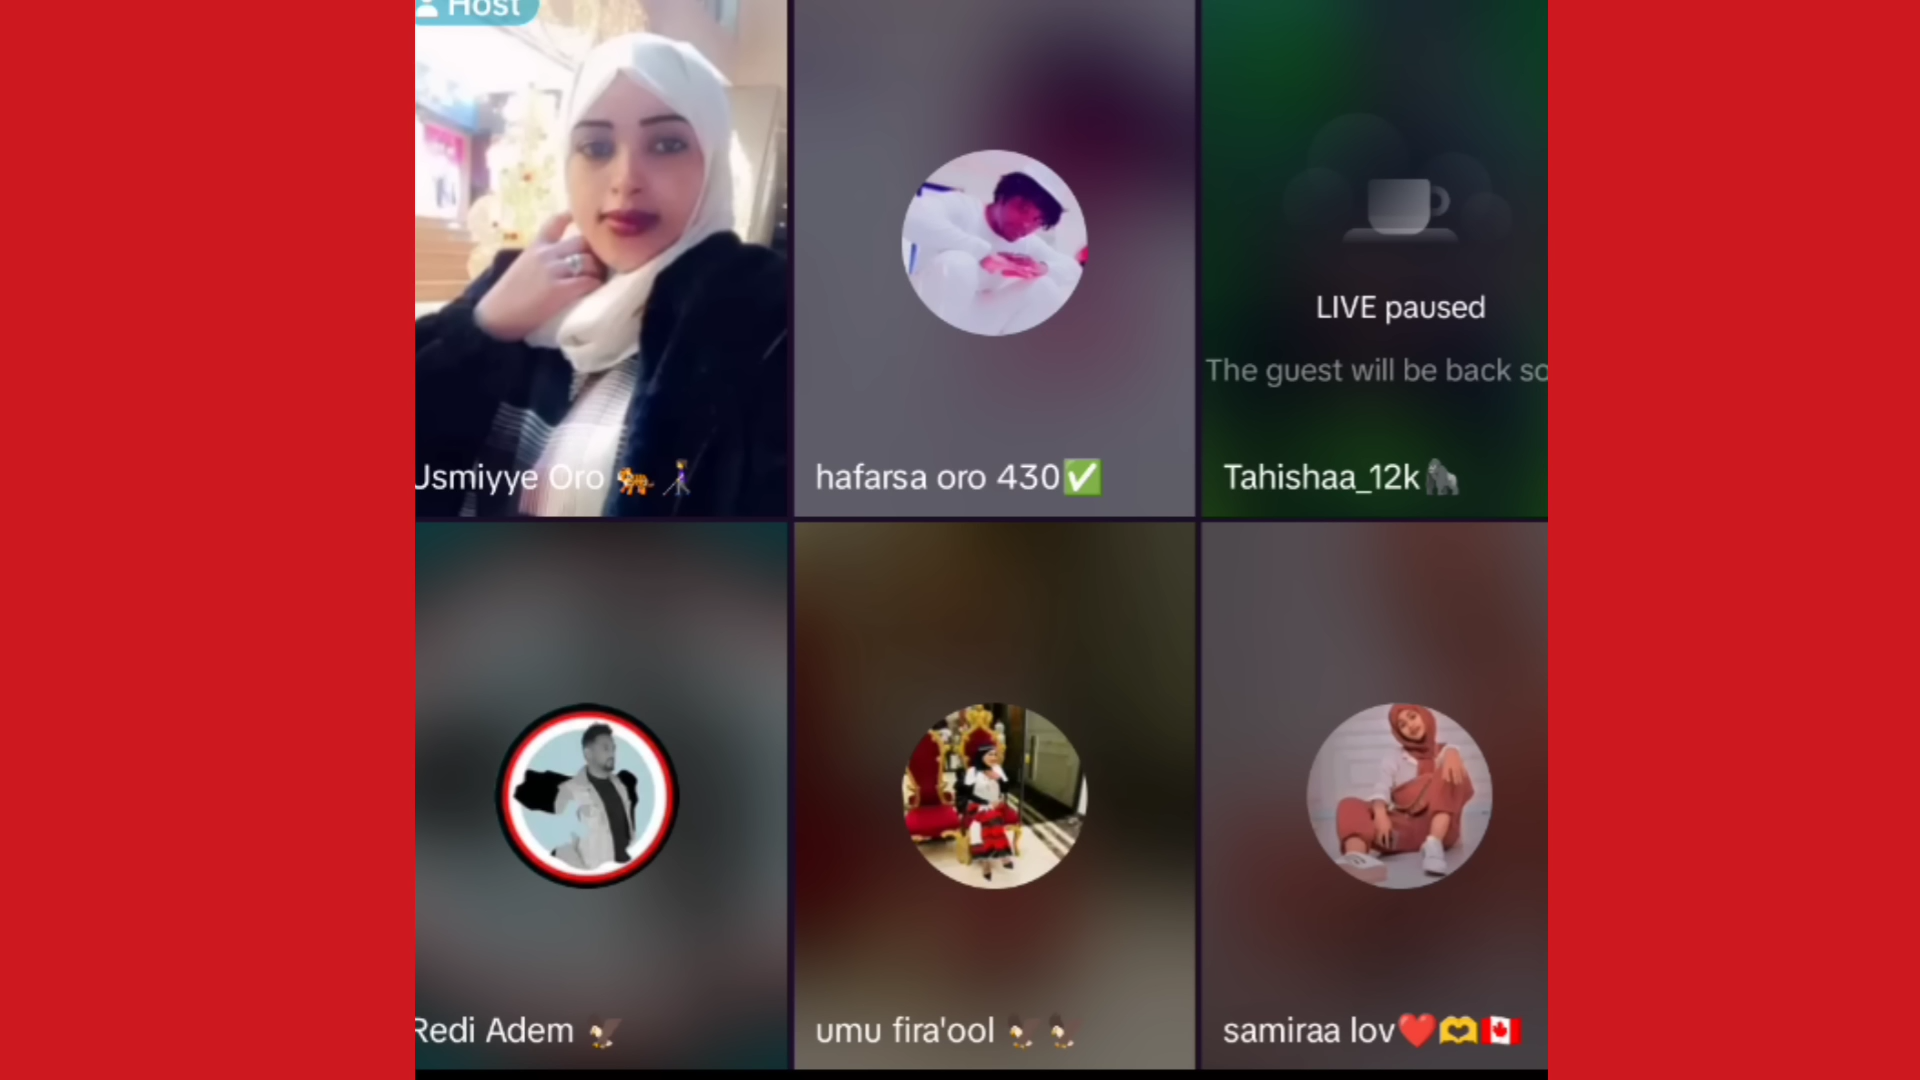 Host
LIVE paused
The guest will be back so
Usmiyye Oro 🐅👩‍🦯
hafarsa oro 430✅
Tahishaa_12k🦍
Redi Adem 🦅
umu fira'ool 🦅🦅
samiraa lov❤️🫶🇨🇦